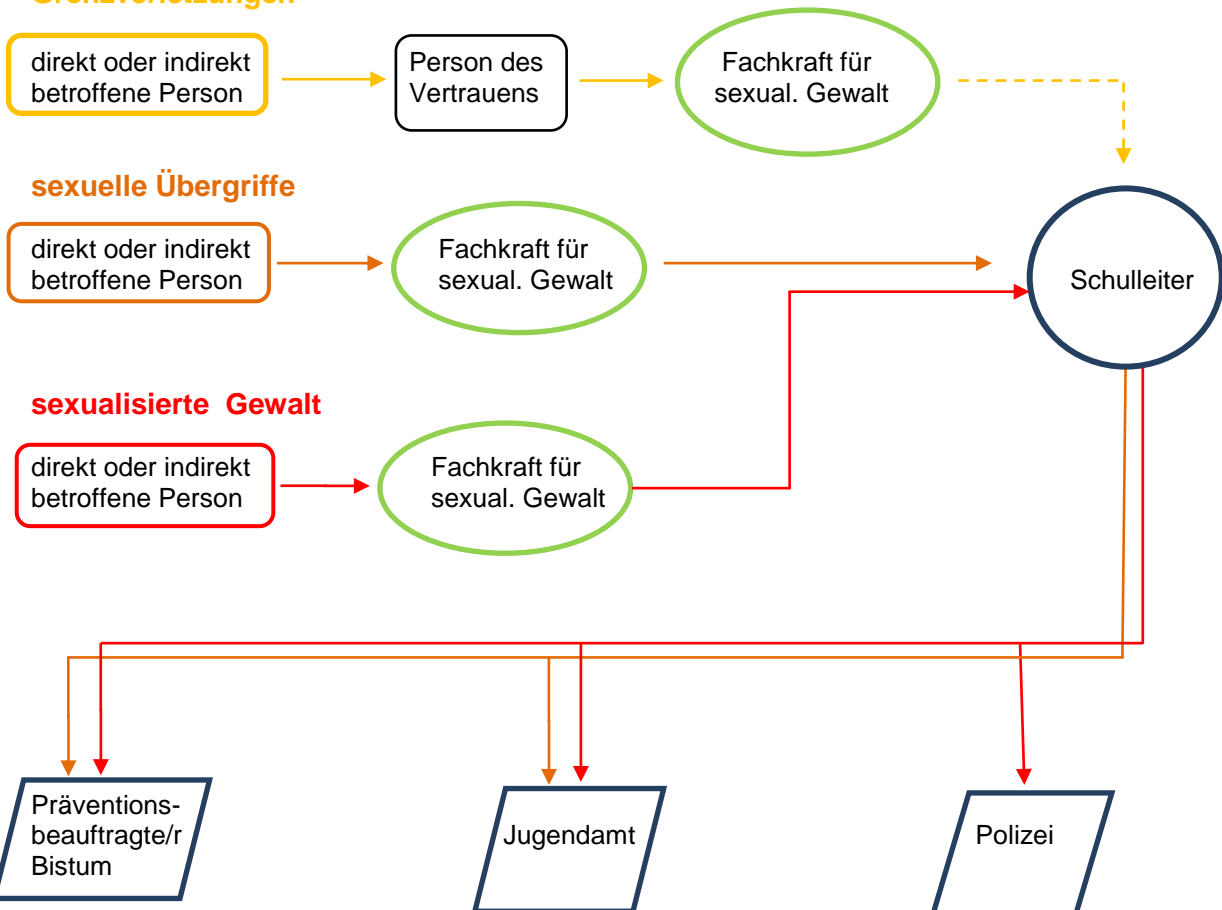 Grenzverletzungen
direkt oder indirekt
betroffene Person
Person des
Vertrauens
Fachkraft für
sexual. Gewalt
sexuelle Übergriffe
direkt oder indirekt
betroffene Person
Fachkraft für
sexual. Gewalt
Schulleiter
sexualisierte Gewalt
direkt oder indirekt
betroffene Person
Fachkraft für
sexual. Gewalt
Präventions-
beauftragte/r
Bistum
Jugendamt
Polizei